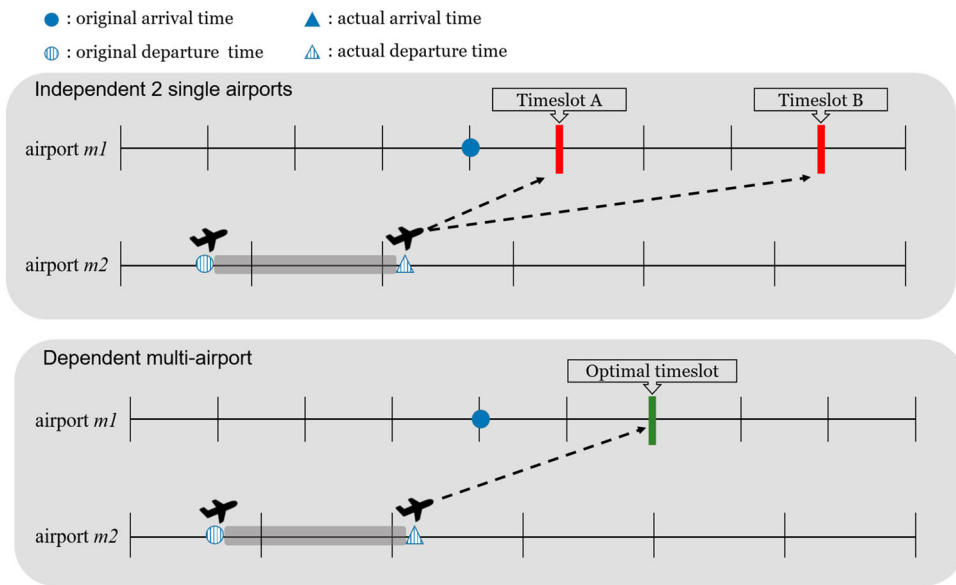 : original arrival time
: actual arrival time
: original departure time
: actual departure time
Independent 2 single airports
Timeslot A
Timeslot B
airport m1
airport m2
Dependent multi-airport
Optimal timeslot
airport m1
airport m2